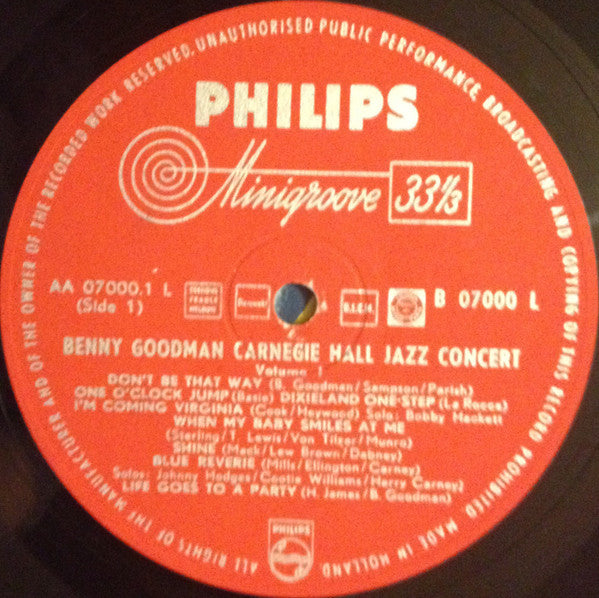 ALL RIGHTS OF THE MANUFACTURER AND OF THE OWNER OF THE RECORDED WORK RESERVED. UNAUTHORISED PUBLIC PERFORMANCE, BROADCASTING AND COPYING OF THIS RECORD PROHIBITED. MADE IN HOLLAND
PHILIPS
Minigroove 33⅓
AA 07000.1 L B 07000 L
(Side 1) B.I.E.M.
BENNY GOODMAN CARNEGIE HALL JAZZ CONCERT
Volume 1
DON'T BE THAT WAY (B. Goodman/Sampson/Parish)
ONE O'CLOCK JUMP (Basie) DIXIELAND ONE-STEP (La Rocca)
I'M COMING VIRGINIA (Cook/Heywood) Solo: Bobby Hackett
WHEN MY BABY SMILES AT ME
(Sterling/T. Lewis/Von Tilzer/Munro)
SHINE (Mack/Lew Brown/Dabney)
BLUE REVERIE (Mills/Ellington/Carney)
Solos: Johnny Hodges/Cootie Williams/Harry Carney)
LIFE GOES TO A PARTY (H. James/B. Goodman)
PHILIPS